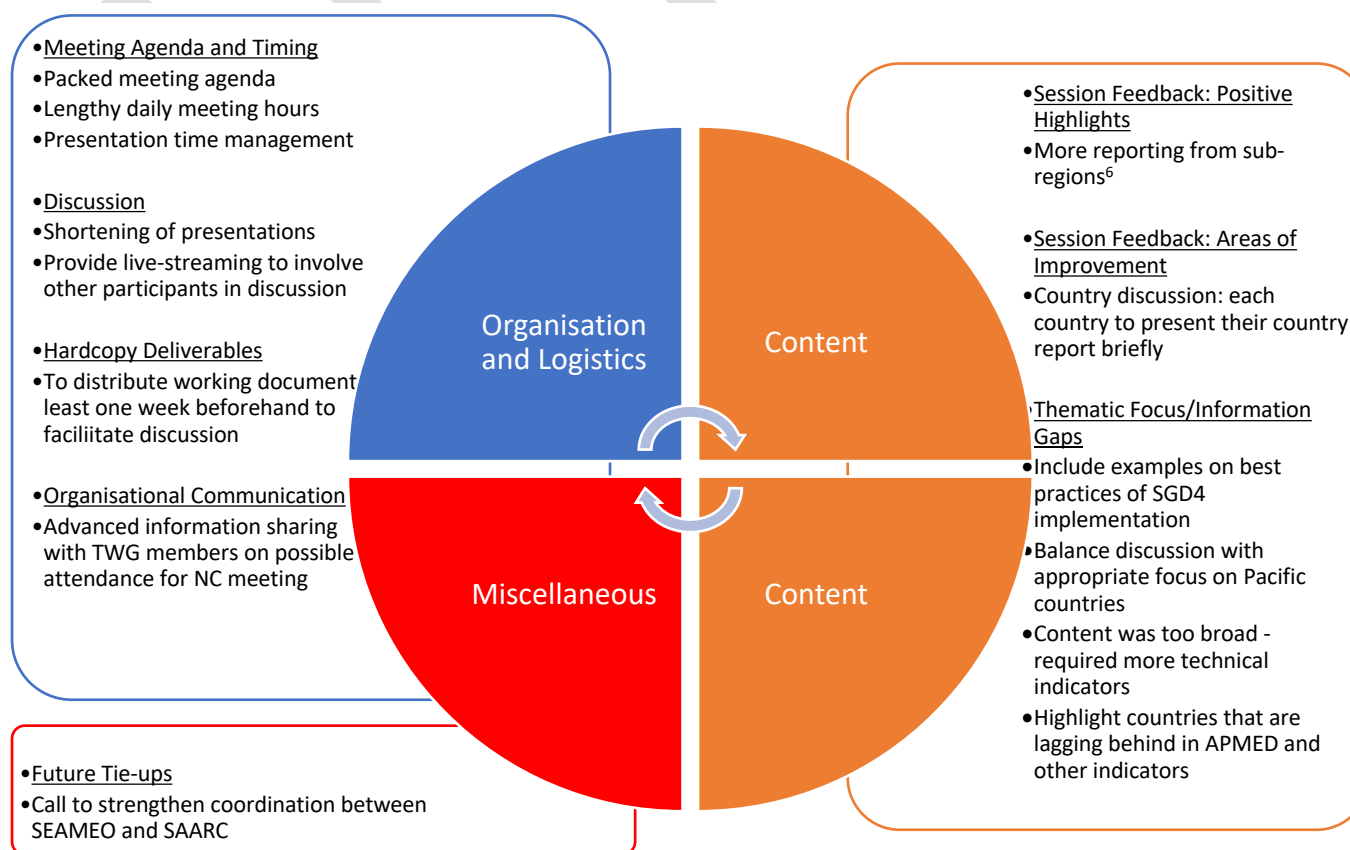 •Meeting Agenda and Timing
•Packed meeting agenda
•Lengthy daily meeting hours
•Presentation time management
•Discussion
•Shortening of presentations
•Provide live-streaming to involve
other participants in discussion
•Hardcopy Deliverables
•To distribute working document
least one week beforehand to
faciliitate discussion
•Organisational Communication
•Advanced information sharing
with TWG members on possible
attendance for NC meeting
Organisation
and Logistics
Content
•Session Feedback: Positive
Highlights
•More reporting from sub-
regions⁶
•Session Feedback: Areas of
Improvement
•Country discussion: each
country to present their country
report briefly
•Thematic Focus/Information
Gaps
•Include examples on best
practices of SGD4
implementation
•Balance discussion with
appropriate focus on Pacific
countries
•Content was too broad -
required more technical
indicators
•Highlight countries that are
lagging behind in APMED and
other indicators
Miscellaneous
Content
•Future Tie-ups
•Call to strengthen coordination between
SEAMEO and SAARC